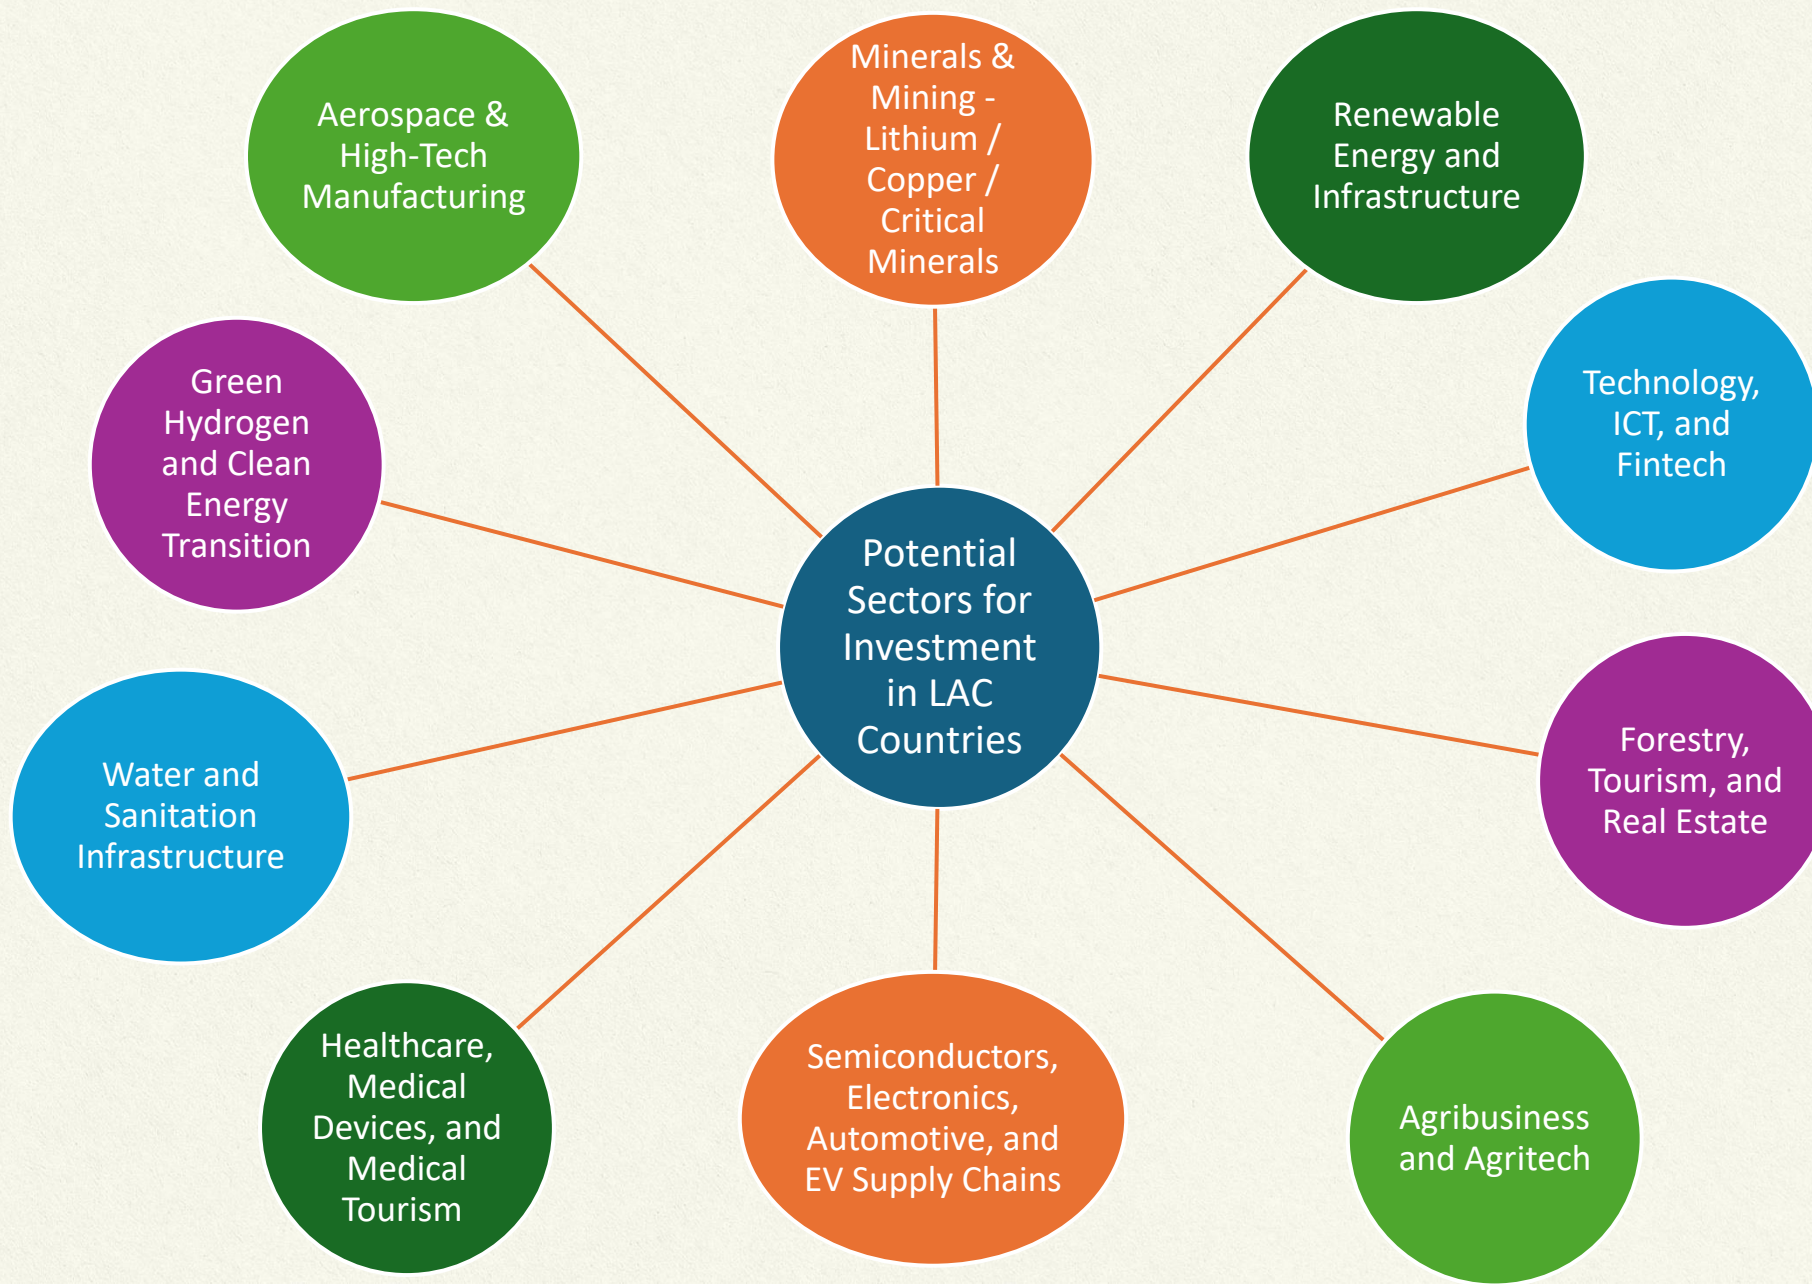 Aerospace &
High-Tech
Manufacturing
Minerals &
Mining -
Lithium /
Copper /
Critical
Minerals
Renewable
Energy and
Infrastructure
Green
Hydrogen
and Clean
Energy
Transition
Technology,
ICT, and
Fintech
Potential
Sectors for
Investment
in LAC
Countries
Water and
Sanitation
Infrastructure
Forestry,
Tourism, and
Real Estate
Healthcare,
Medical
Devices, and
Medical
Tourism
Semiconductors,
Electronics,
Automotive, and
EV Supply Chains
Agribusiness
and Agritech